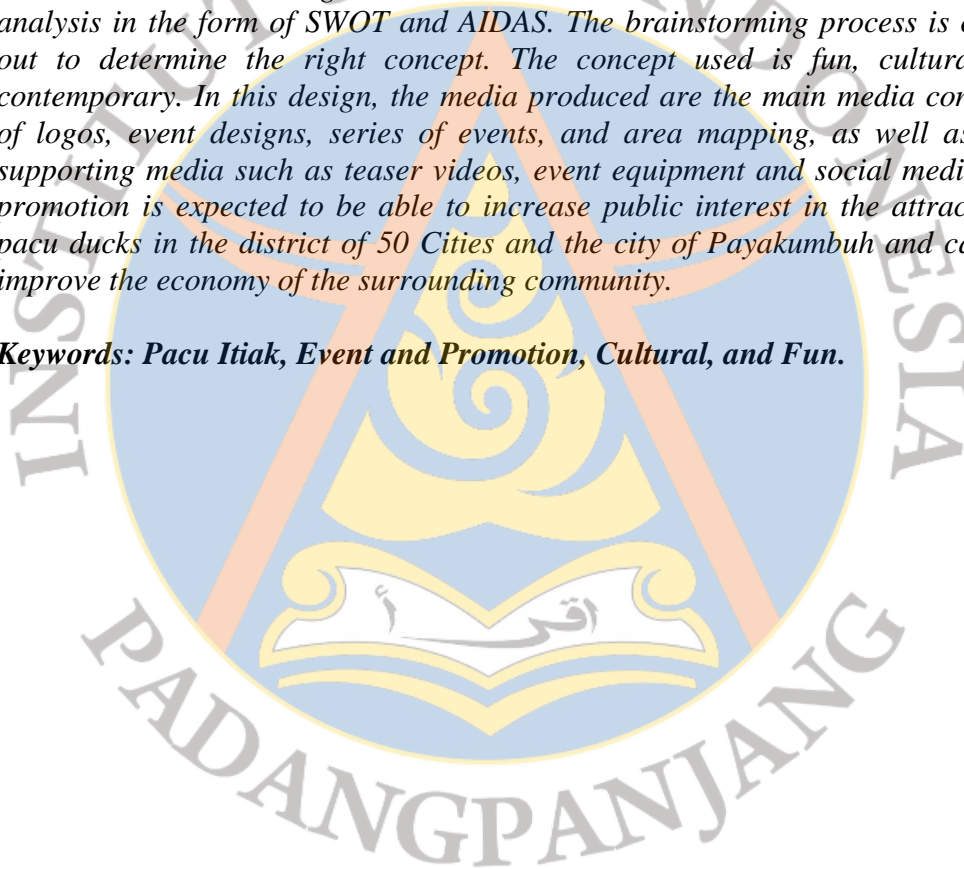 analysis in the form of SWOT and AIDAS. The brainstorming process is
out to determine the right concept. The concept used is fun,
contemporary. In this design, the media produced are the main media
of logos, event designs, series of events, and area mapping, as well as
supporting media such as teaser videos, event equipment and social
promotion is expected to be able to increase public interest in the
pacu ducks in the district of 50 Cities and the city of Payakumbuh and
improve the economy of the surrounding community.
Keywords: Pacu Itiak, Event and Promotion, Cultural, and Fun.
INSTITUT
INDONESIA
اقرأ
PADANGPANJANG